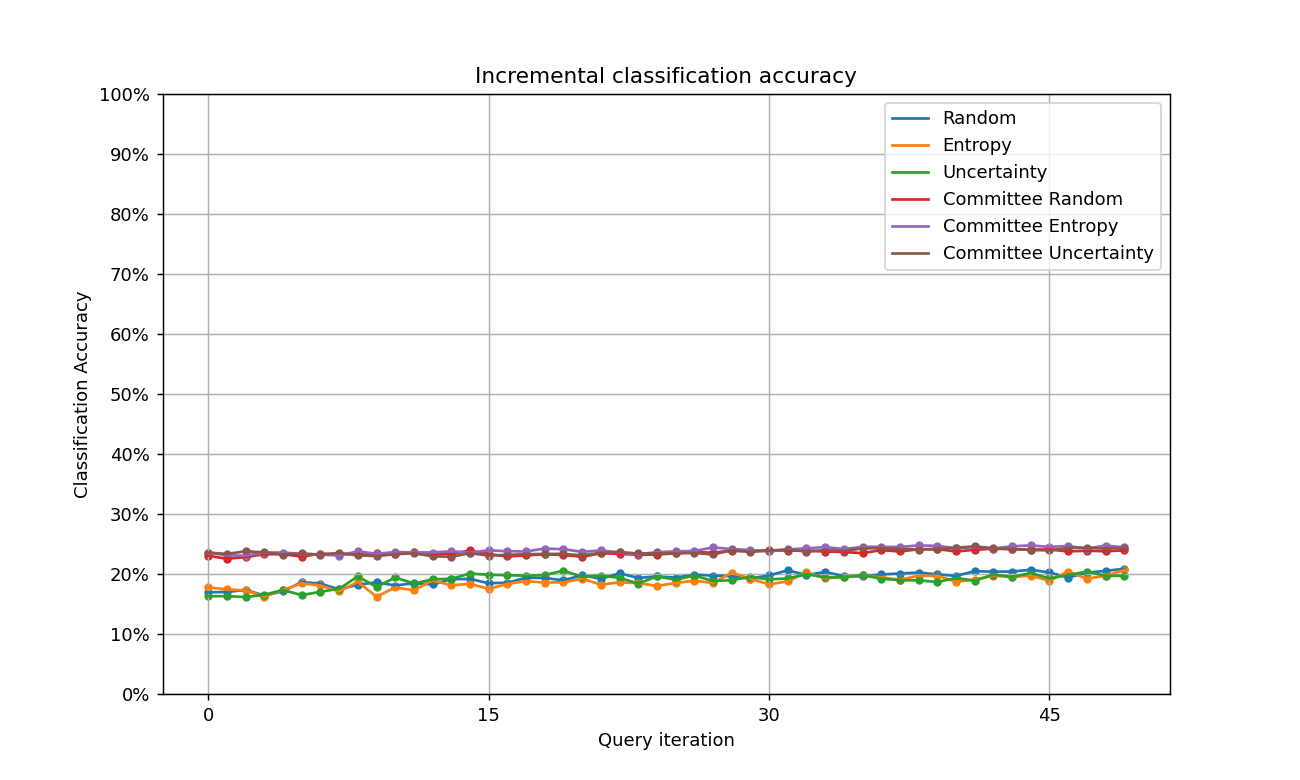 Incremental classification accuracy
100%
90%
80%
70%
60%
50%
40%
30%
20%
10%
0%
Classification Accuracy
0
15
30
45
Query iteration
Random
Entropy
Uncertainty
Committee Random
Committee Entropy
Committee Uncertainty